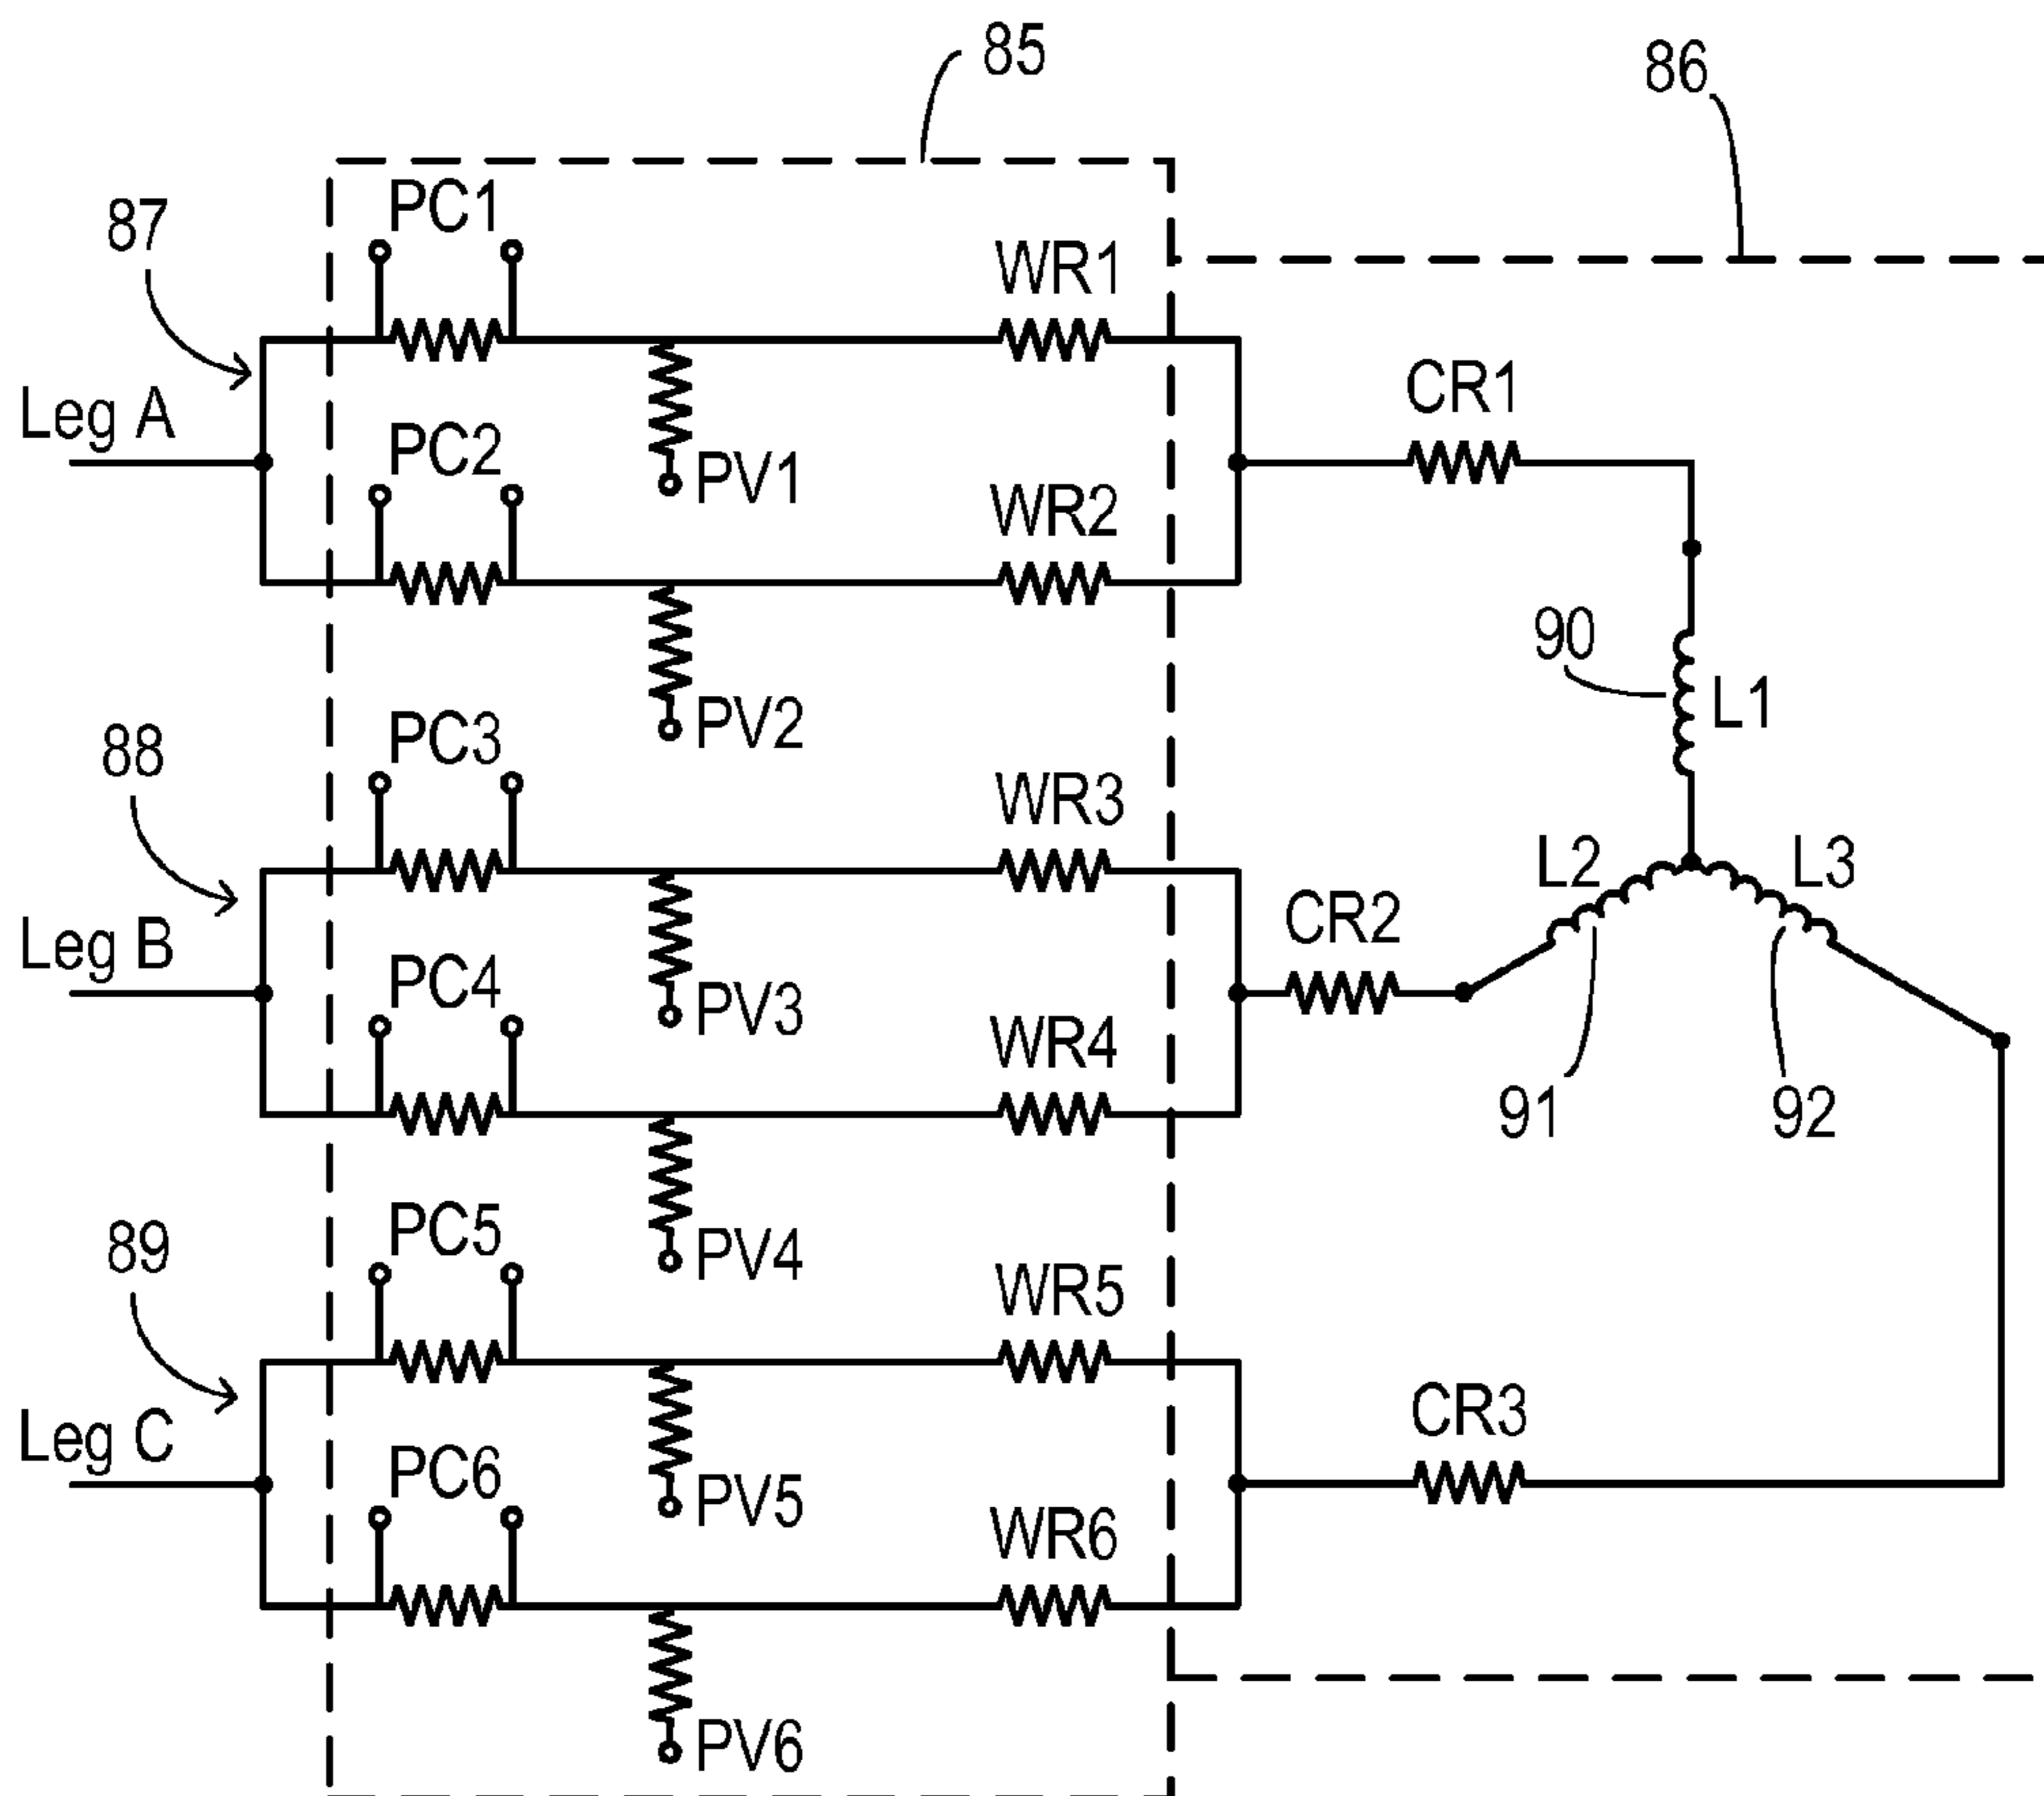 85
86
87
PC1
WR1
Leg A
PC2
CR1
PV1
WR2
90
L1
PV2
88
PC3
WR3
L2
L3
CR2
Leg B
PC4
PV3
WR4
91
92
89
PC5
PV4
WR5
Leg C
CR3
PC6
PV5
WR6
PV6